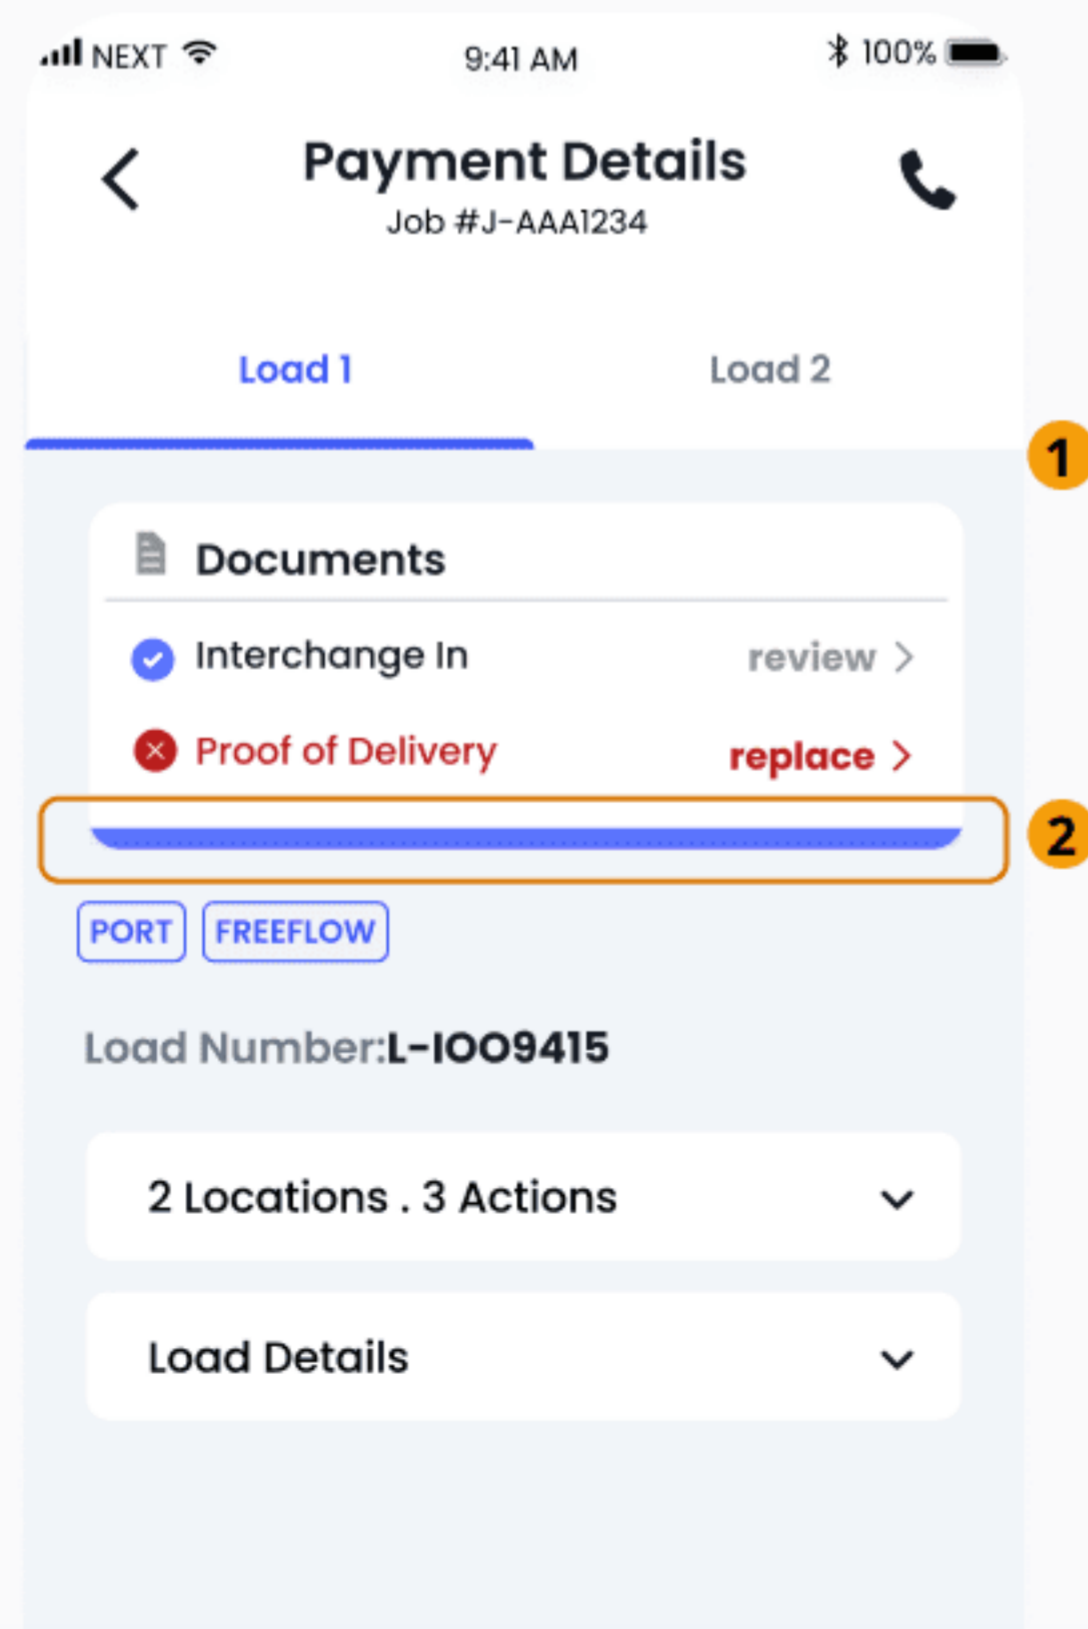 NEXT 9:41 AM 100%
Payment Details
Job #J-AAA1234
Load 1 Load 2
1
Documents
Interchange In review
Proof of Delivery replace
2
PORT FREEFLOW
Load Number:L-IOO9415
2 Locations . 3 Actions
Load Details